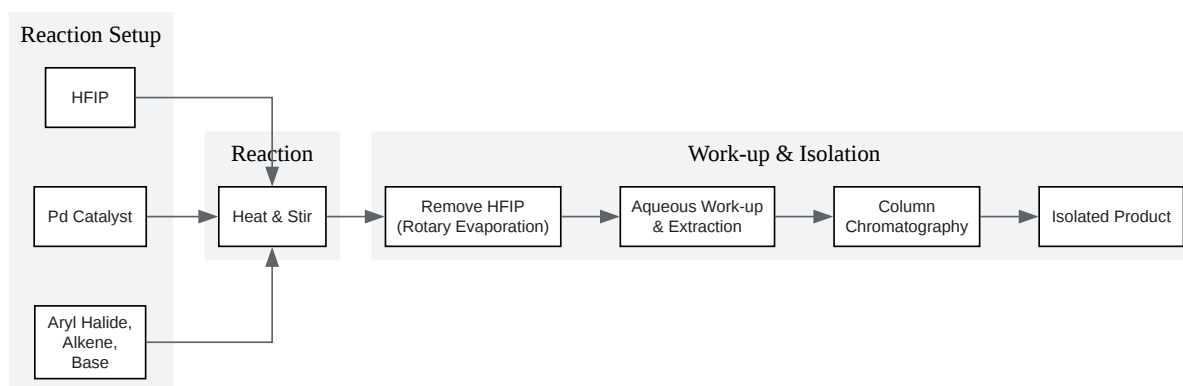 Reaction Setup
HFIP
Reaction
Work-up & Isolation
Pd Catalyst
Heat & Stir
Remove HFIP
(Rotary Evaporation)
Aqueous Work-up
& Extraction
Column
Chromatography
Isolated Product
Aryl Halide,
Alkene,
Base